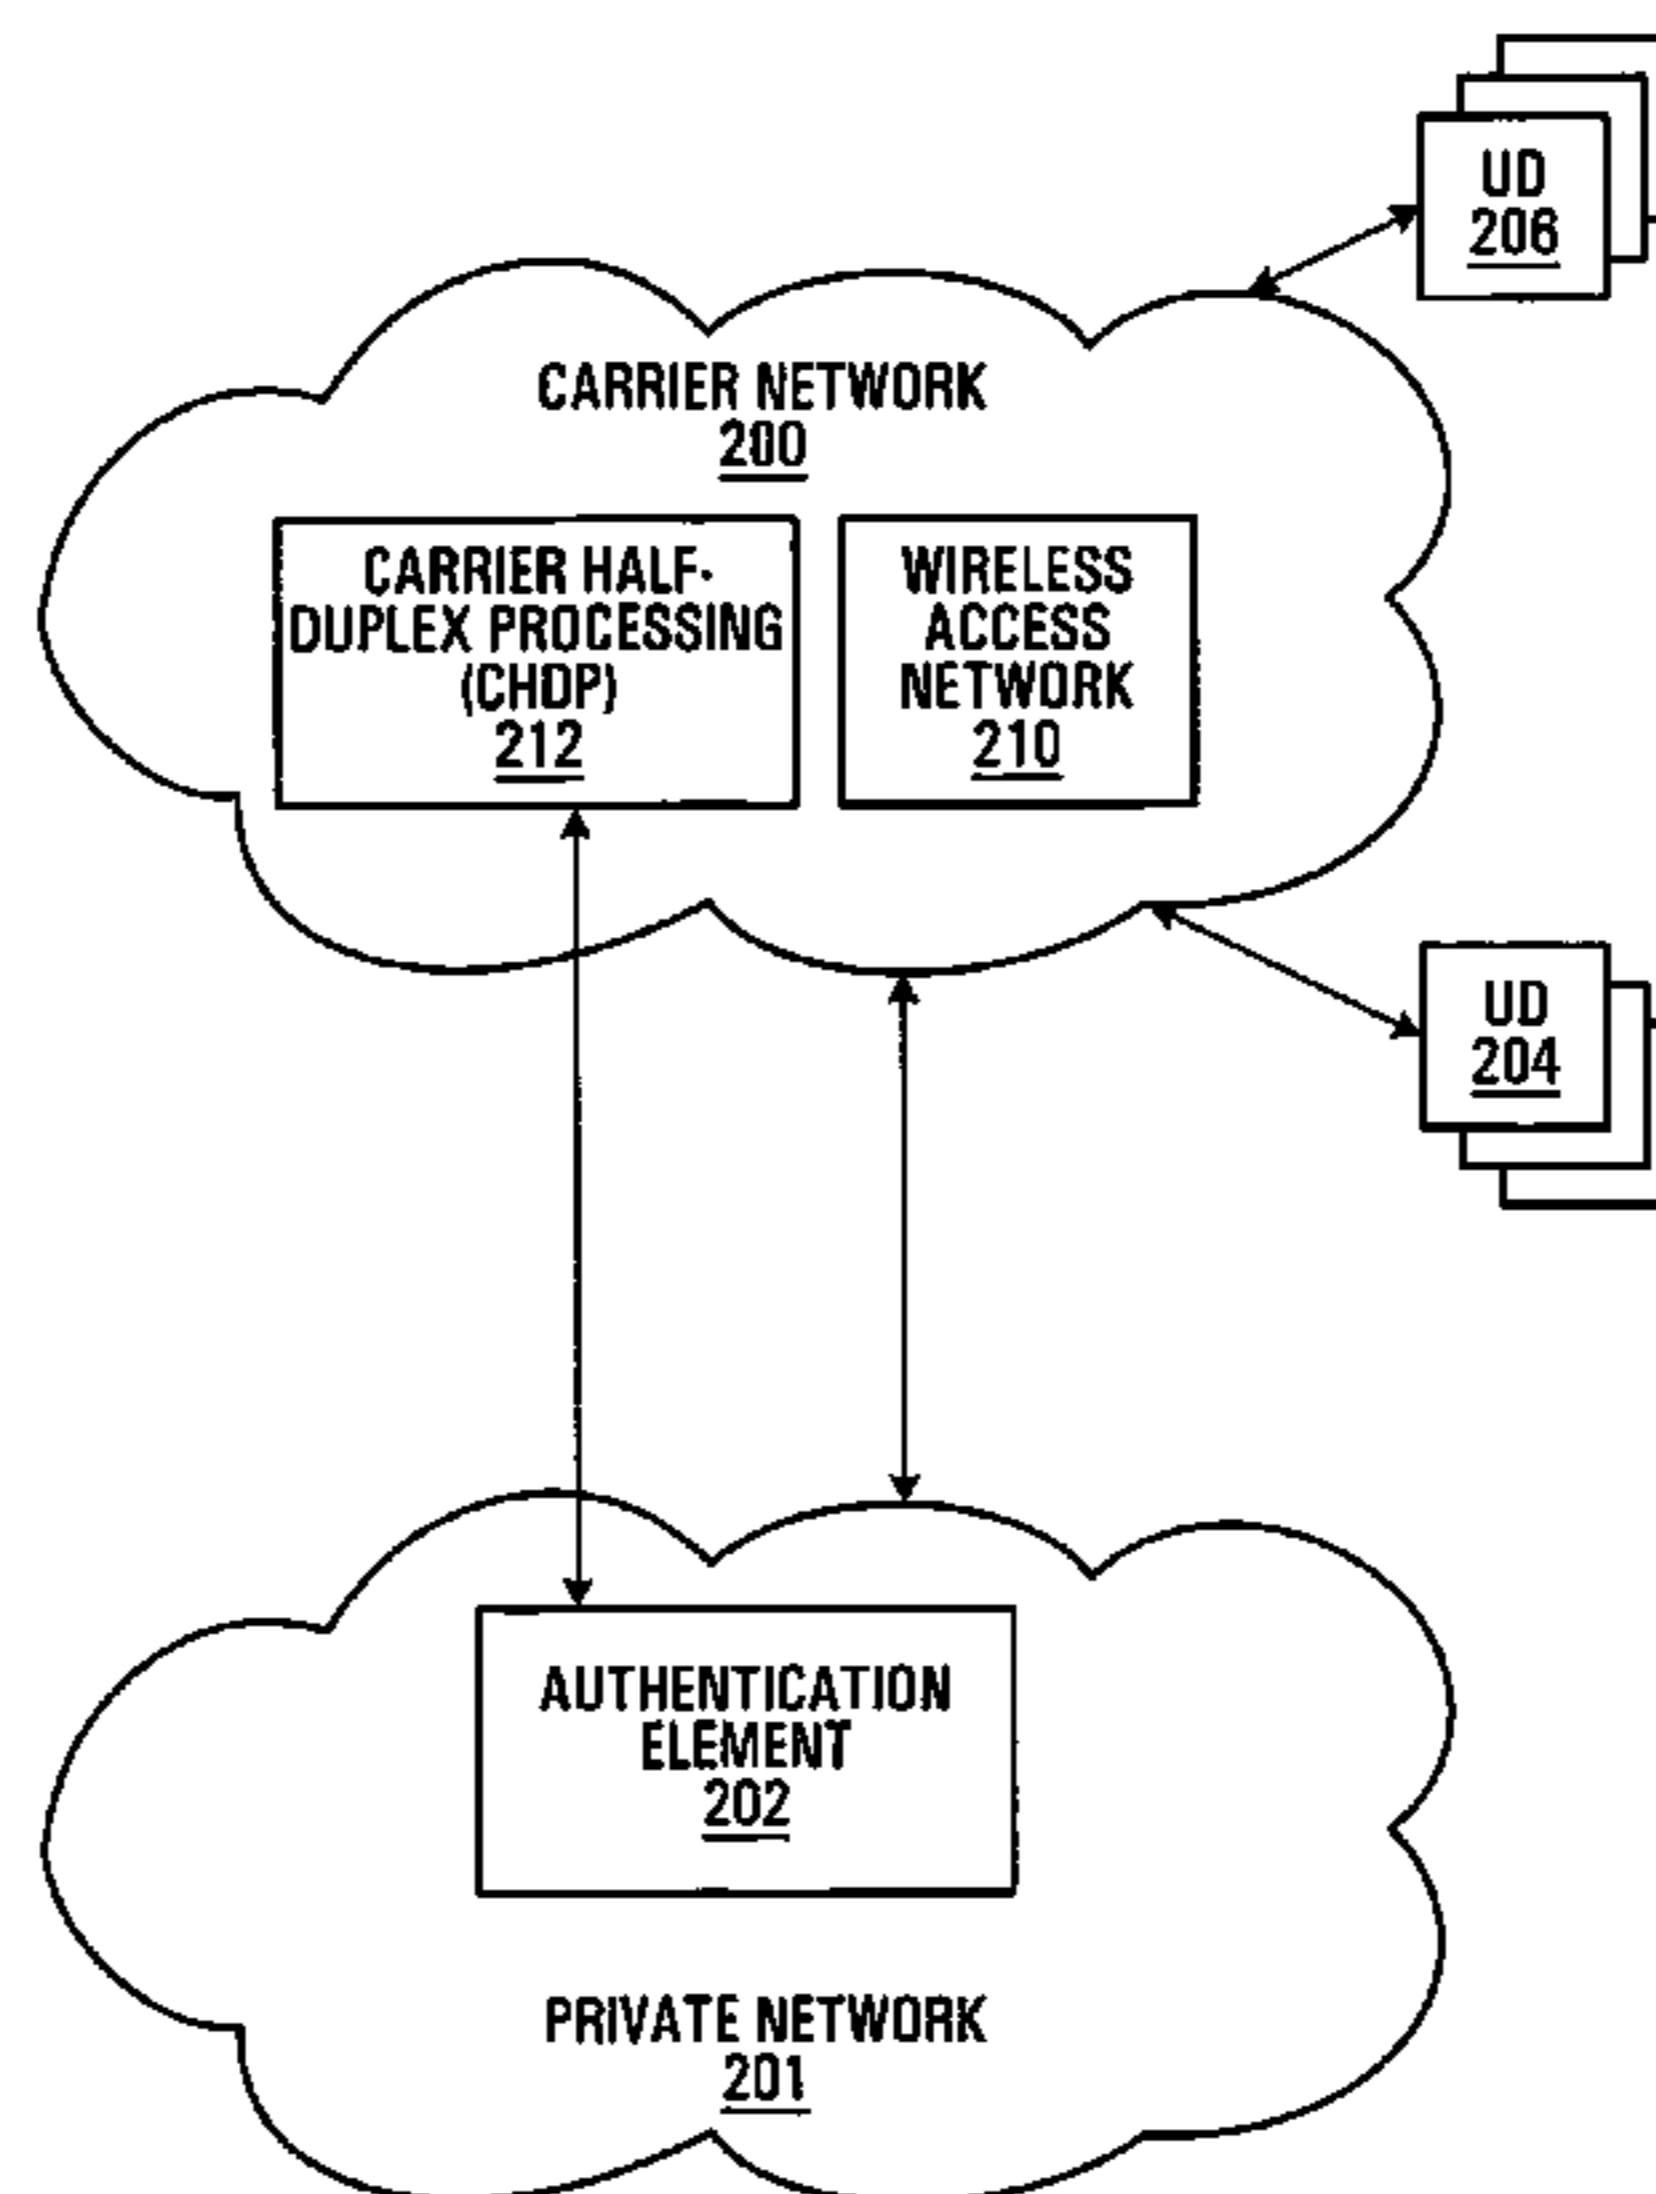 UD
206
CARRIER NETWORK
200
CARRIER HALF-
DUPLEX PROCESSING
(CHDP)
212
WIRELESS
ACCESS
NETWORK
210
UD
204
AUTHENTICATION
ELEMENT
202
PRIVATE NETWORK
201